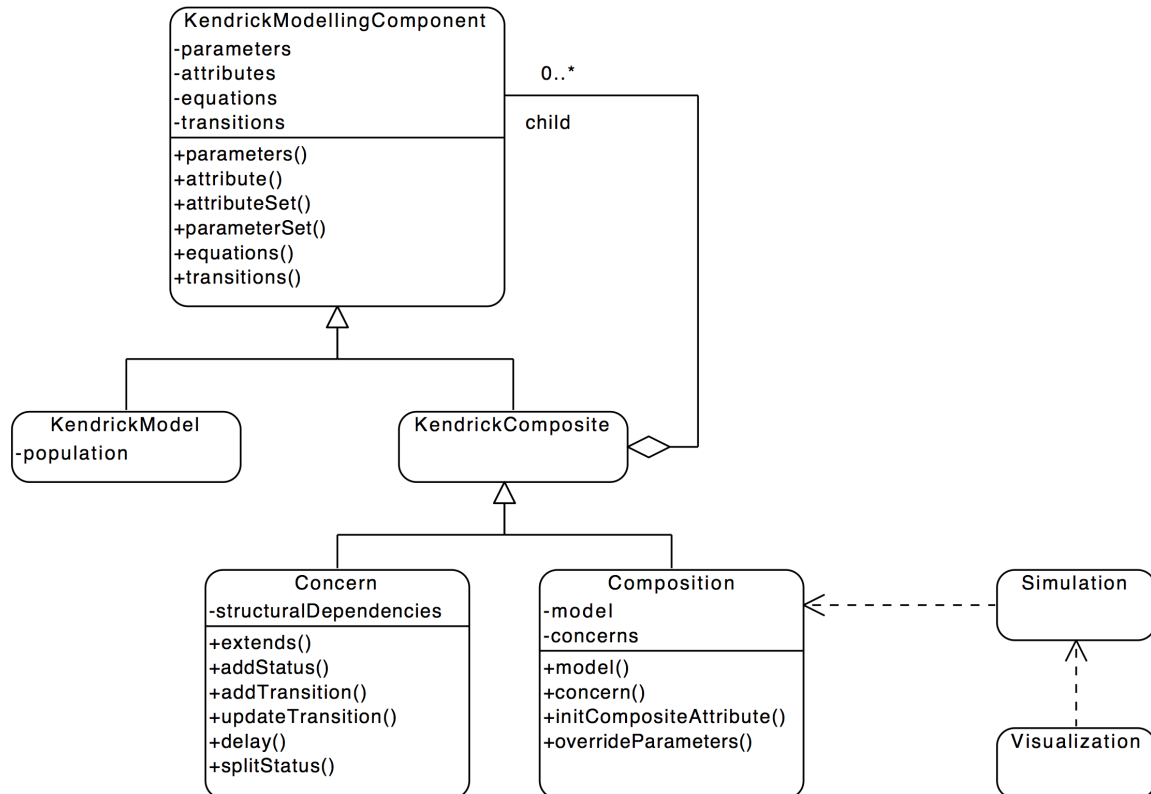 KendrickModellingComponent
-parameters
-attributes
-equations
-transitions
+parameters()
+attribute()
+attributeSet()
+parameterSet()
+equations()
+transitions()
0..*
child
KendrickModel
-population
KendrickComposite
Concern
-structuralDependencies
+extends()
+addStatus()
+addTransition()
+updateTransition()
+delay()
+splitStatus()
Composition
-model
-concerns
+model()
+concern()
+initCompositeAttribute()
+overrideParameters()
Simulation
Visualization